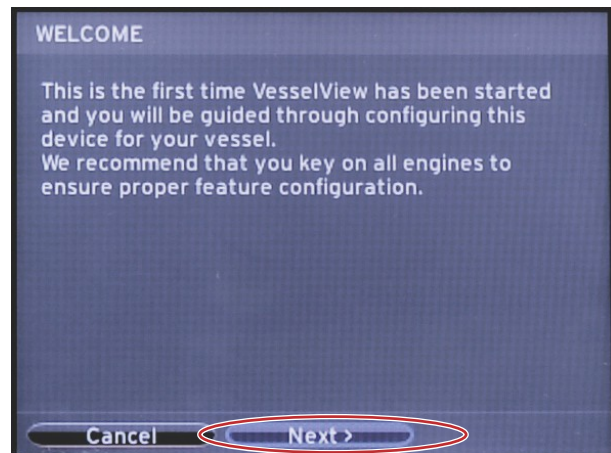 WELCOME
This is the first time VesselView has been started
and you will be guided through configuring this
device for your vessel.
We recommend that you key on all engines to
ensure proper feature configuration.
Cancel
Next >